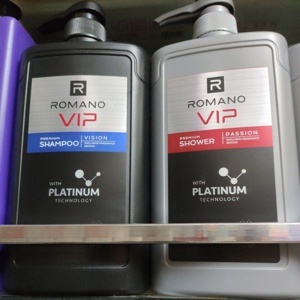 R
ROMANO
VIP
PREMIUM
SHAMPOO
VISION
WITH
PLATINUM
TECHNOLOGY
R
ROMANO
VIP
PREMIUM
SHOWER
PASSION
WITH
PLATINUM
TECHNOLOGY